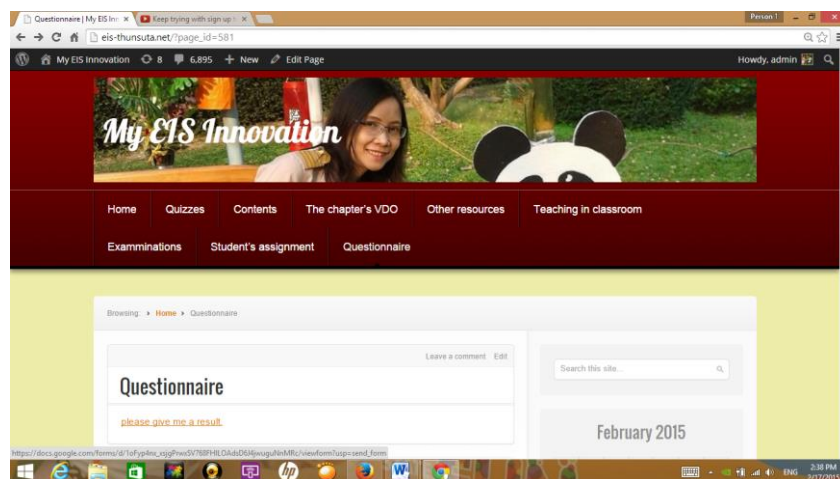 Questionnaire | My EIS Inn
Keep trying with sign up
Person 1
eis-thunsuta.net/?page_id=581
My EIS Innovation 8 6,895 + New Edit Page Howdy, admin
My EIS Innovation
Home Quizzes Contents The chapter's VDO Other resources Teaching in classroom
Examminations Student's assignment Questionnaire
Browsing: Home Questionnaire
Leave a comment Edit
Search this site...
Questionnaire
please give me a result.
February 2015
ENG 2:38 PM
2/17/2015